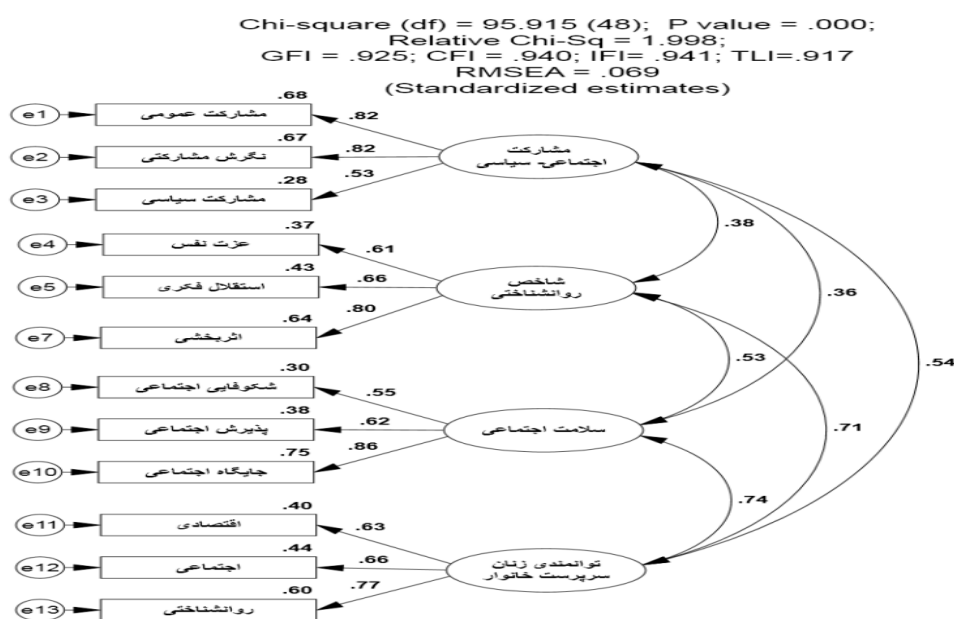 Chi-square (df) = 95.915 (48); P value = .000;
Relative Chi-Sq = 1.998;
GFI = .925; CFI = .940; IFI= .941; TLI=.917
RMSEA = .069
(Standardized estimates)
.68
e1
مشارکت عمومی
.82
.67
e2
نگرش مشارکتی
.82
مشارکت
اجتماعی- سیاسی
.28
e3
مشارکت سیاسی
.53
.38
.37
e4
عزت نفس
.61
.43
e5
استقلال فکری
.66
شاخص
روانشناختی
.36
.64
e7
اثربخشی
.80
.53
.54
.30
e8
شکوفایی اجتماعی
.55
.38
e9
پذیرش اجتماعی
.62
سلامت اجتماعی
.71
.75
e10
جایگاه اجتماعی
.86
.74
.40
e11
اقتصادی
.63
.44
e12
اجتماعی
.66
توانمندی زنان
سرپرست خانوار
.60
e13
روانشناختی
.77